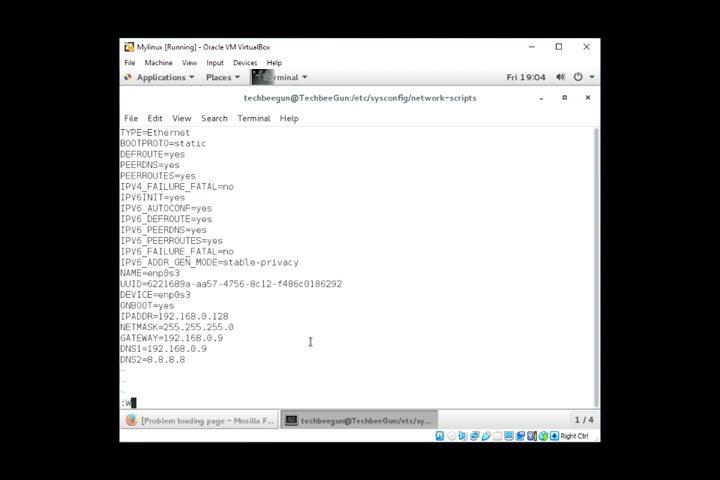 Mylinux [Running] - Oracle VM VirtualBox
File Machine View Input Devices Help
Applications Places Terminal Fri 19:04
techbeegun@TechbeeGun:/etc/sysconfig/network-scripts
File Edit View Search Terminal Help
TYPE=Ethernet
BOOTPROTO=static
DEFROUTE=yes
PEERDNS=yes
PEERROUTES=yes
IPV4_FAILURE_FATAL=no
IPV6INIT=yes
IPV6_AUTOCONF=yes
IPV6_DEFROUTE=yes
IPV6_PEERDNS=yes
IPV6_PEERROUTES=yes
IPV6_FAILURE_FATAL=no
IPV6_ADDR_GEN_MODE=stable-privacy
NAME=enp0s3
UUID=6221689a-aa57-4756-8c12-f486c0186292
DEVICE=enp0s3
ONBOOT=yes
IPADDR=192.168.0.128
NETMASK=255.255.255.0
GATEWAY=192.168.0.9
DNS1=192.168.0.9
DNS2=8.8.8.8
~
~
:w
[Problem loading page - Mozilla F... techbeegun@TechbeeGun:/etc/sy... 1 / 4
Right Ctrl